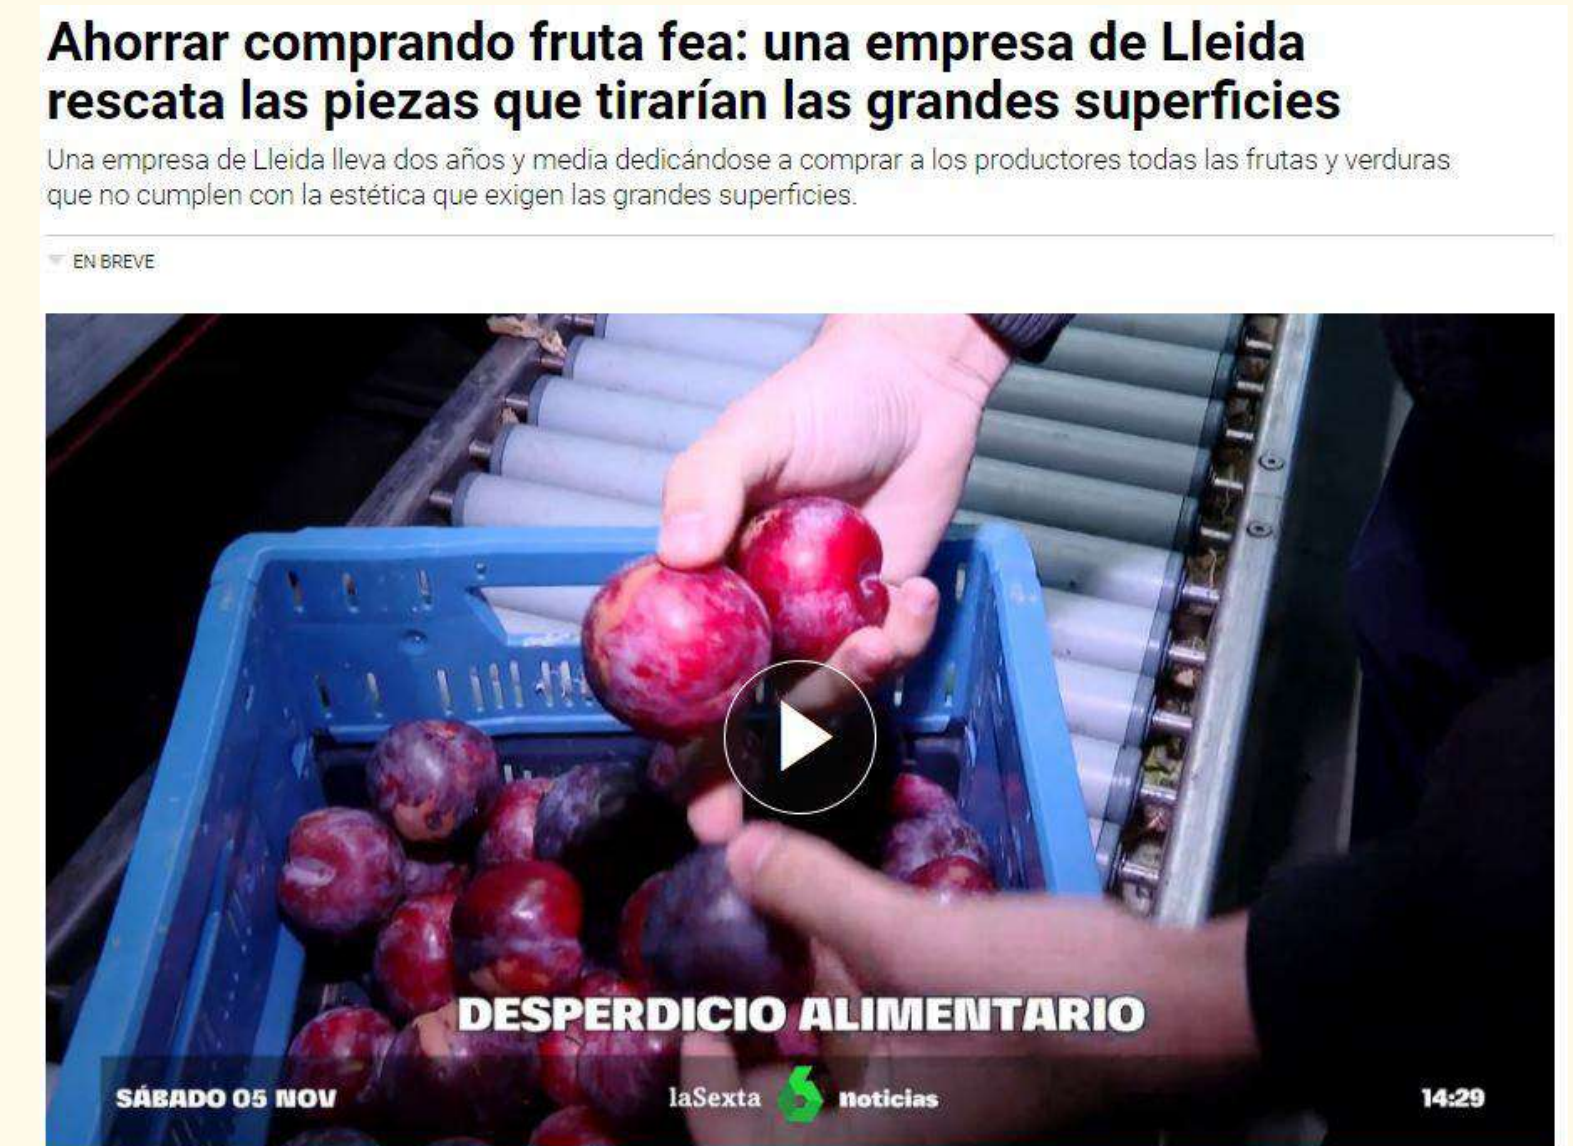 Ahorrar comprando fruta fea: una empresa de Lleida
rescata las piezas que tirarían las grandes superficies
Una empresa de Lleida lleva dos años y media dedicándose a comprar a los productores todas las frutas y verduras
que no cumplen con la estética que exigen las grandes superficies.
EN BREVE
DESPERDICIO ALIMENTARIO
SÁBADO 05 NOV
laSexta 6 noticias
14:29